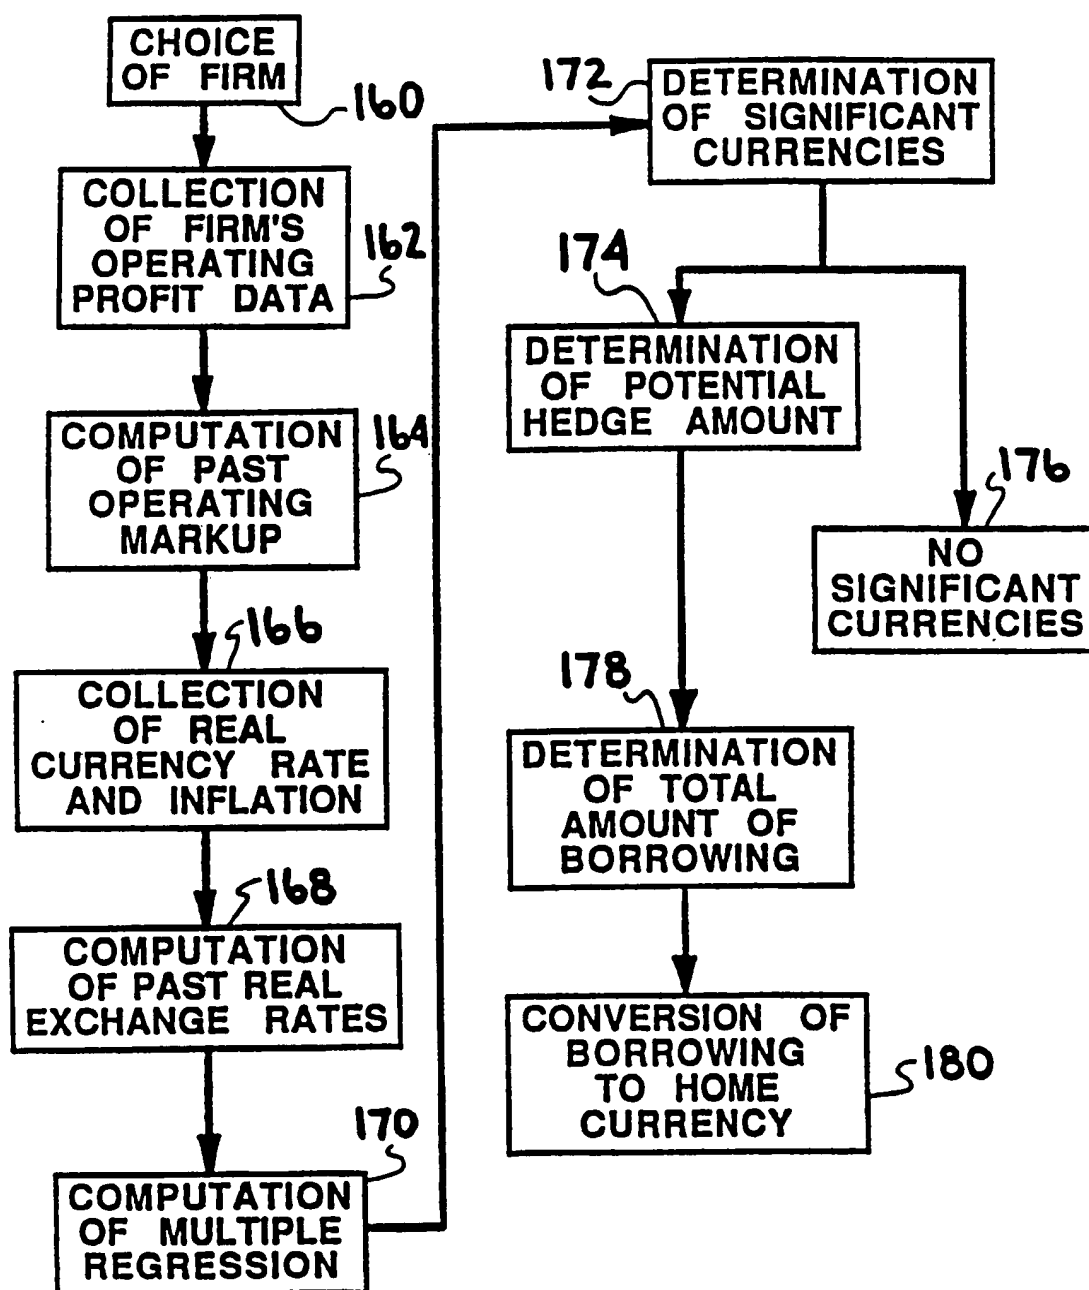 CHOICE
OF FIRM
160
COLLECTION
OF FIRM'S
OPERATING
PROFIT DATA
162
COMPUTATION
OF PAST
OPERATING
MARKUP
164
166
COLLECTION
OF REAL
CURRENCY RATE
AND INFLATION
168
COMPUTATION
OF PAST REAL
EXCHANGE RATES
170
COMPUTATION
OF MULTIPLE
REGRESSION
172
DETERMINATION
OF SIGNIFICANT
CURRENCIES
174
DETERMINATION
OF POTENTIAL
HEDGE AMOUNT
176
NO
SIGNIFICANT
CURRENCIES
178
DETERMINATION
OF TOTAL
AMOUNT OF
BORROWING
CONVERSION OF
BORROWING
TO HOME
CURRENCY
180